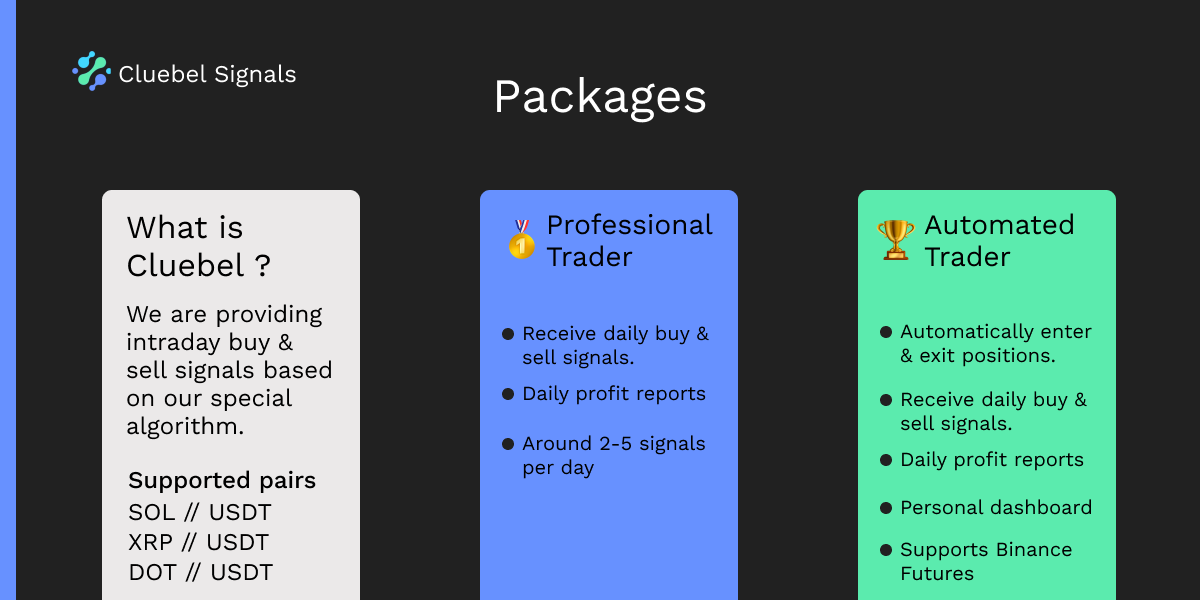 Cluebel Signals
Packages
What is
Cluebel ?
We are providing
intraday buy &
sell signals based
on our special
algorithm.
Supported pairs
SOL // USDT
XRP // USDT
DOT // USDT
1
Professional
Trader
Receive daily buy &
sell signals.
Daily profit reports
Around 2-5 signals
per day
Automated
Trader
Automatically enter
& exit positions.
Receive daily buy &
sell signals.
Daily profit reports
Personal dashboard
Supports Binance
Futures